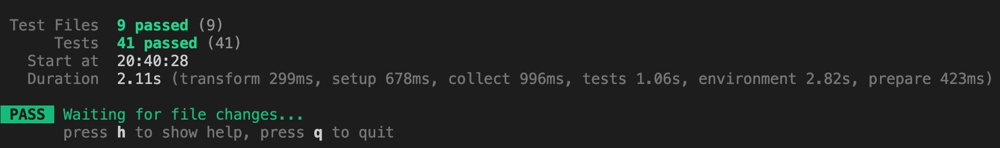 Test Files  9 passed (9)
Tests  41 passed (41)
Start at  20:40:28
Duration  2.11s (transform 299ms, setup 678ms, collect 996ms, tests 1.06s, environment 2.82s, prepare 423ms)
PASS  Waiting for file changes...
press h to show help, press q to quit